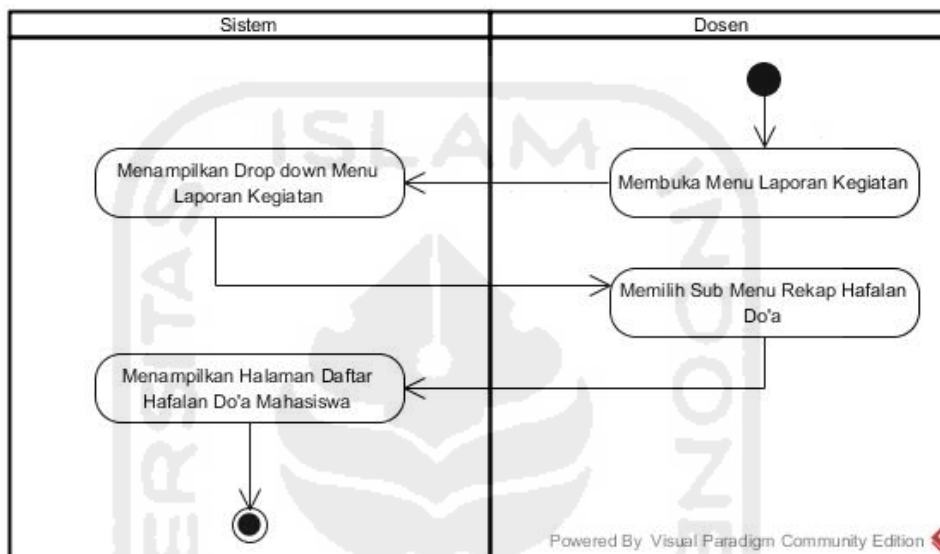 Sistem
Dosen
Membuka Menu Laporan Kegiatan
Menampilkan Drop down Menu
Laporan Kegiatan
Memilih Sub Menu Rekap Hafalan
Do'a
Menampilkan Halaman Daftar
Hafalan Do'a Mahasiswa
ISLAM
Powered By Visual Paradigm Community Edition